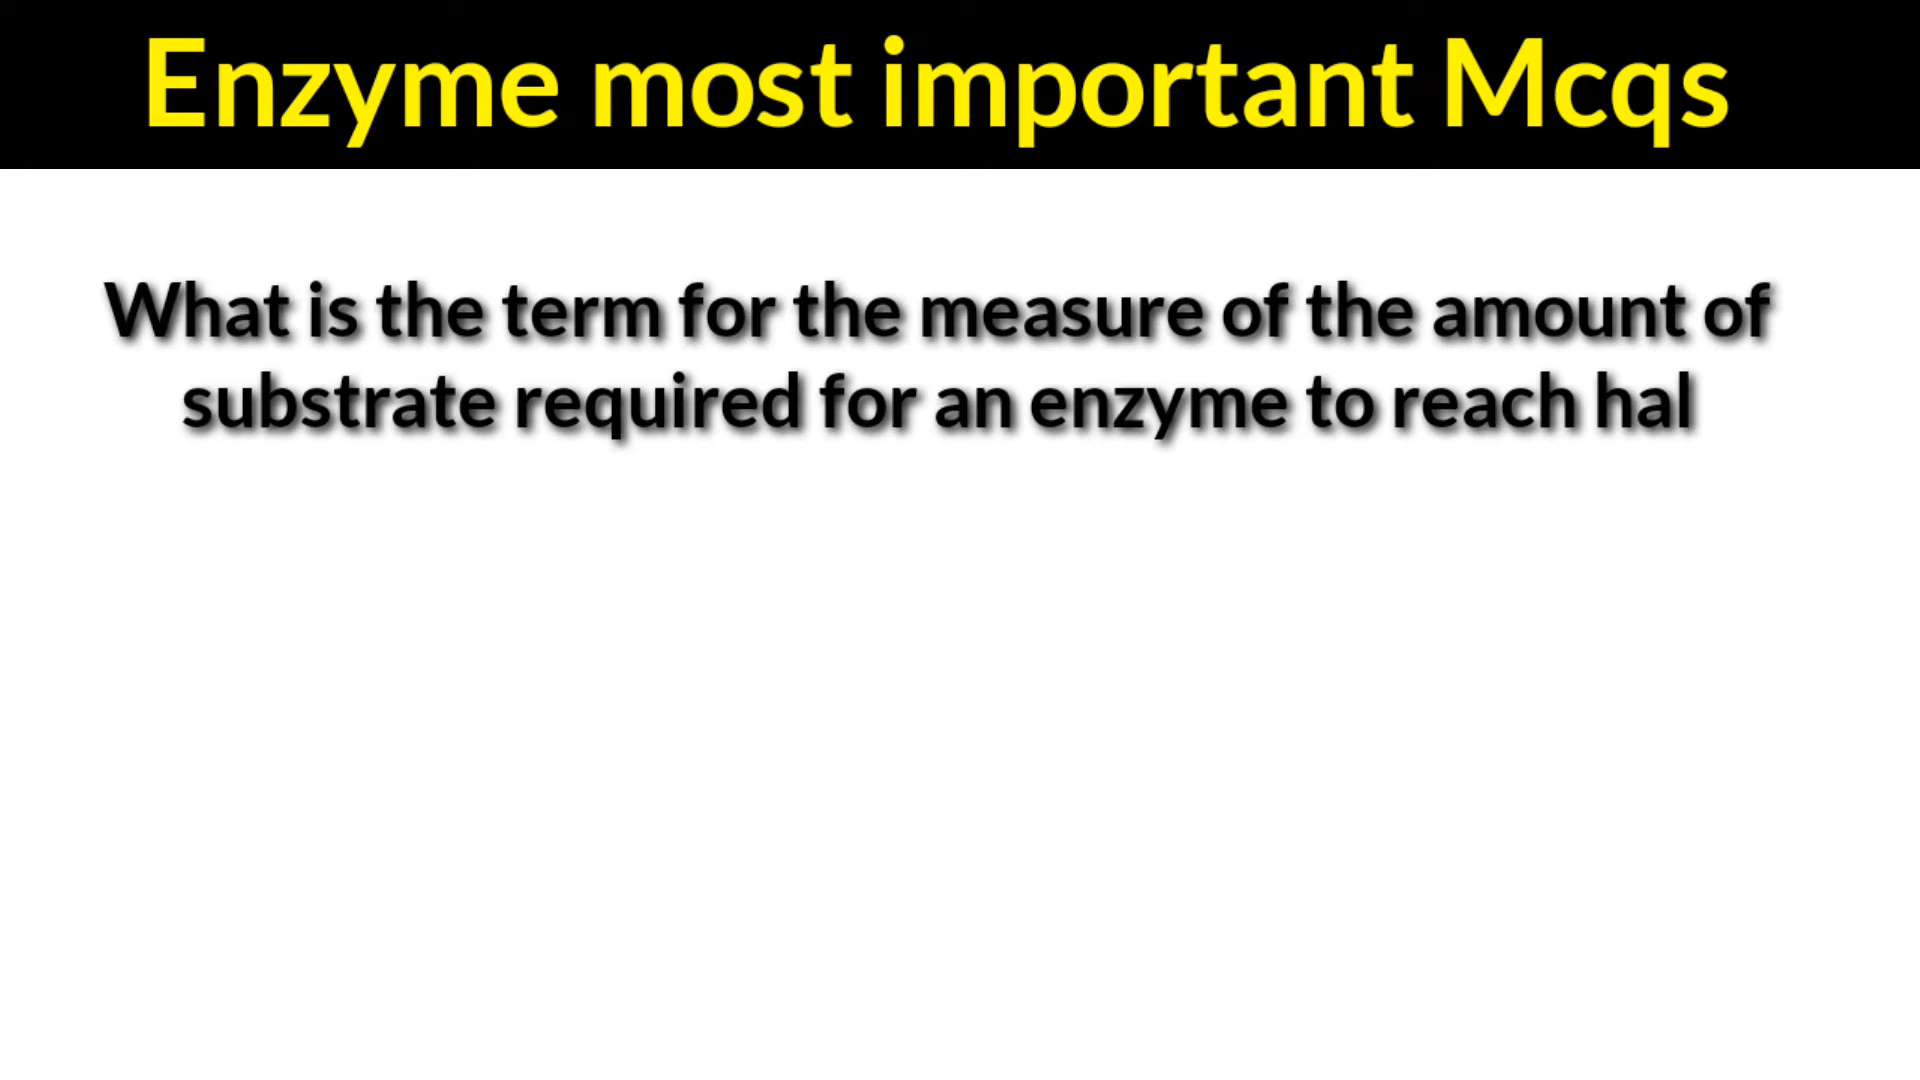 Enzyme most important Mcqs
What is the term for the measure of the amount of
substrate required for an enzyme to reach hal